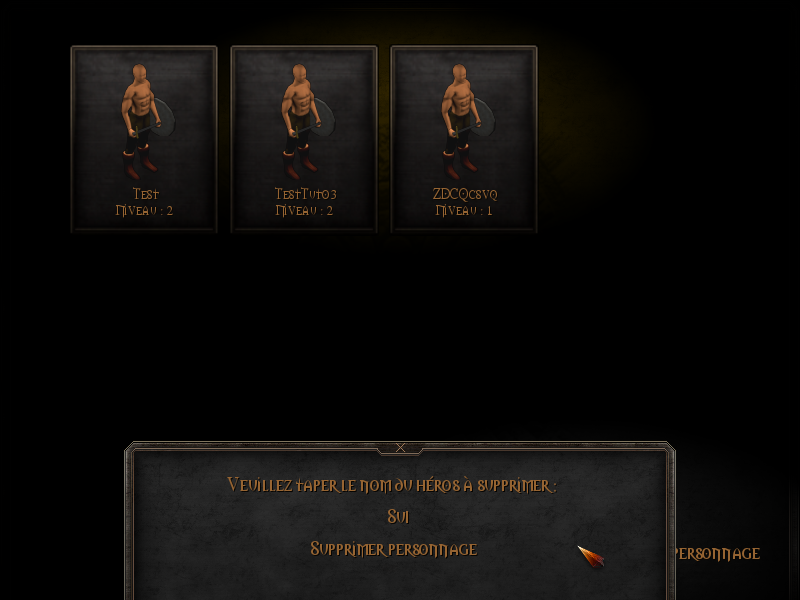 Test
Niveau : 2
TestTuto3
Niveau : 2
ZDCQcsvq
Niveau : 1
Veuillez taper le nom du héros à supprimer :
Sui
Supprimer personnage
personnage